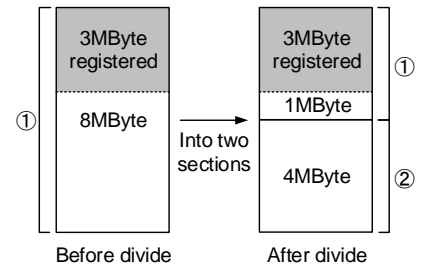 3MByte
registered
①
8MByte
Before divide
Into two
sections
3MByte
registered
①
1MByte
4MByte
②
After divide